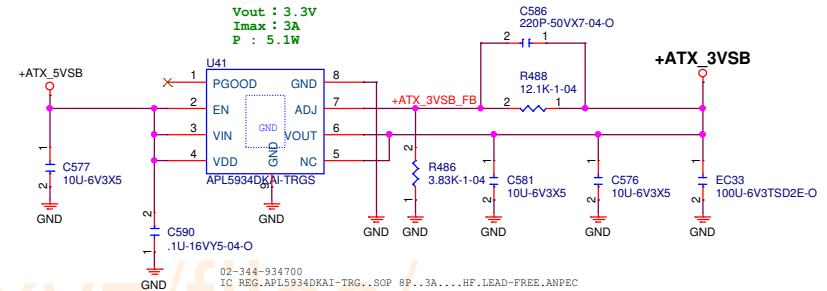 Vout : 3.3V
Imax : 3A
P : 5.1W
C586
220P-50VX7-04-O
2 1
+ATX_5VSB
U41
+ATX_3VSB
R488
12.1K-1-04
1 PGOOD GND 8
2 EN ADJ 7
+ATX_3VSB_FB
2 1
3 VIN VOUT 6
GND
4 VDD NC 5
GND
9
APL5934DKAI-TRGS
1
C577
10U-6V3X5
2
GND
GND
2
R486
3.83K-1-04
1
1
C581
10U-6V3X5
2
1
C576
10U-6V3X5
2
1
EC33
100U-6V3TSD2E-O
2
GND
GND
GND
GND
GND
2
C590
.1U-16VY5-04-O
1
GND
02-344-934700
IC REG.APL5934DKAI-TRG..SOP 8P..3A....HF.LEAD-FREE.ANPEC